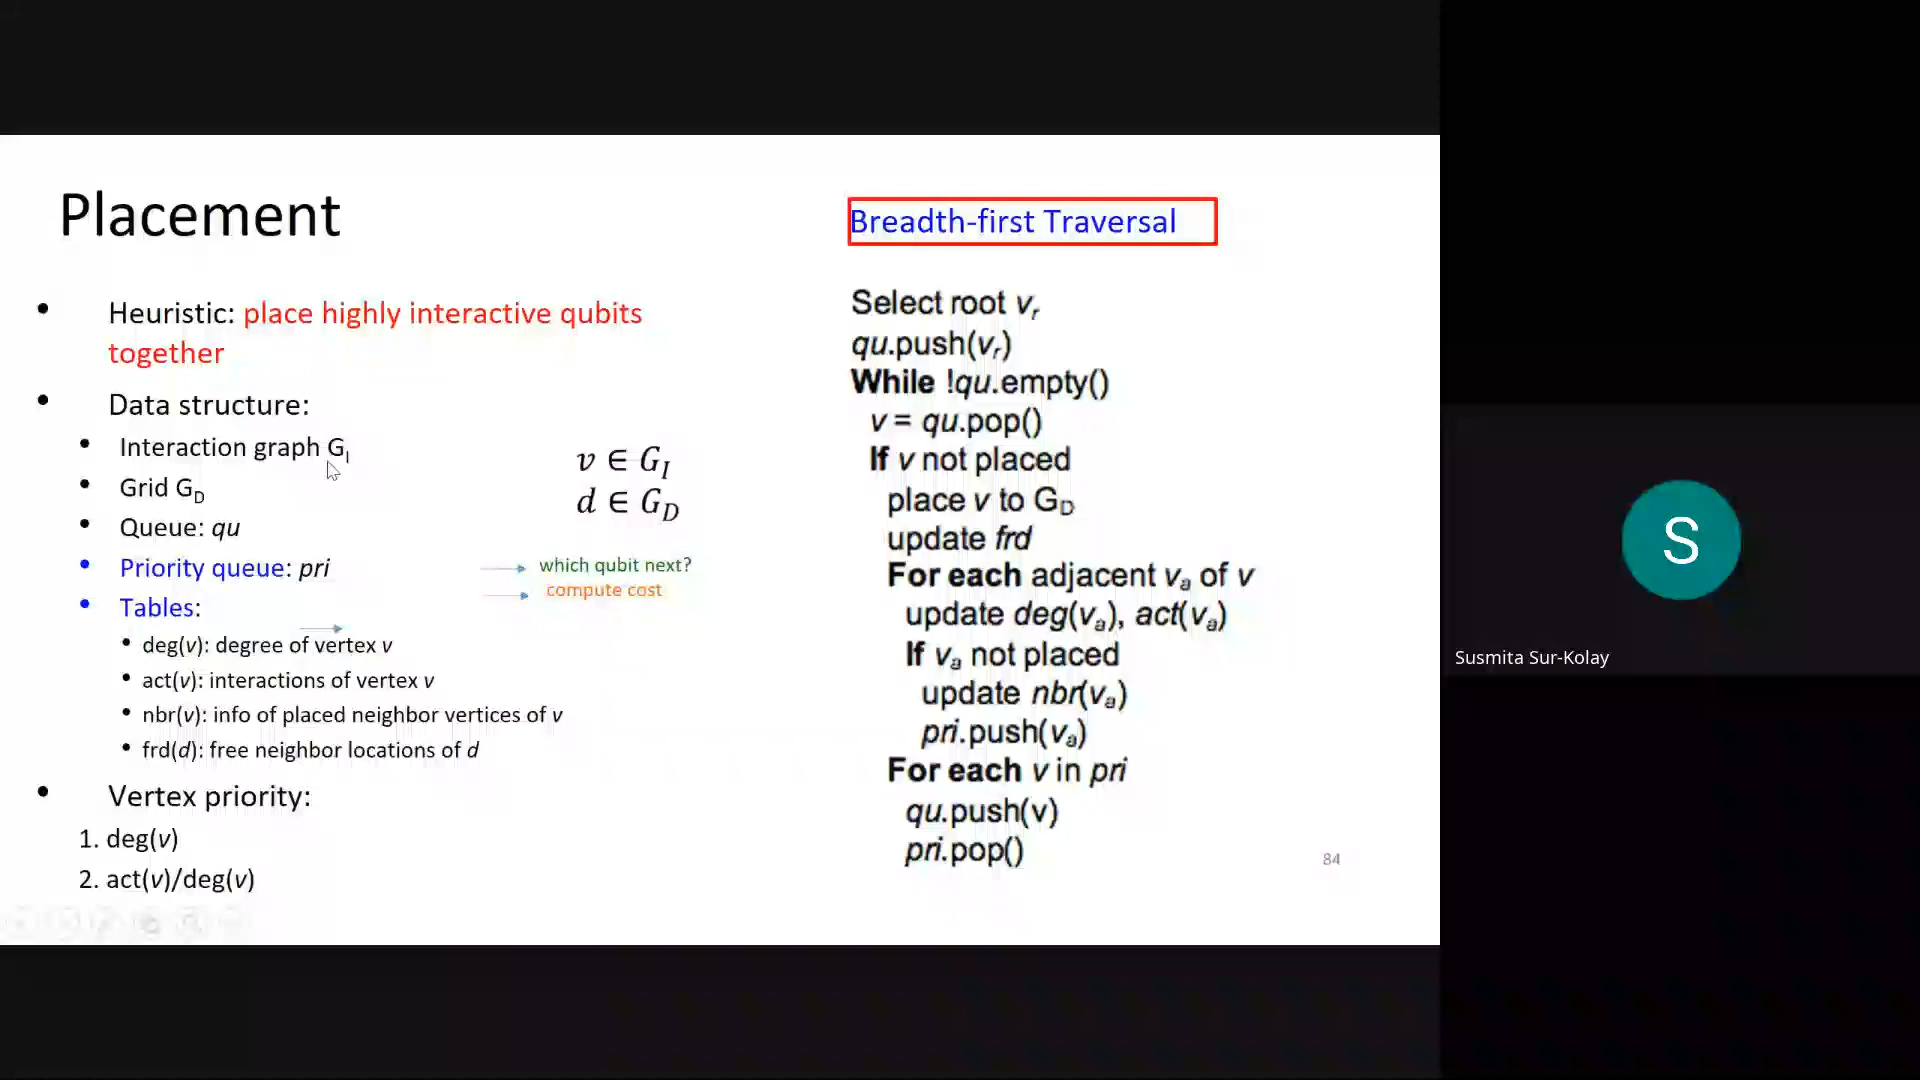 Placement
• Heuristic: place highly interactive qubits
together
• Data structure:
• Interaction graph G_I
• Grid G_D
• Queue: qu
• Priority queue: pri
• Tables:
• deg(v): degree of vertex v
• act(v): interactions of vertex v
• nbr(v): info of placed neighbor vertices of v
• frd(d): free neighbor locations of d
• Vertex priority:
1. deg(v)
2. act(v)/deg(v)
v ∈ G_I
d ∈ G_D
which qubit next?
compute cost
Breadth-first Traversal
Select root v_r
qu.push(v_r)
While !qu.empty()
v = qu.pop()
If v not placed
place v to G_D
update frd
For each adjacent v_a of v
update deg(v_a), act(v_a)
If v_a not placed
update nbr(v_a)
pri.push(v_a)
For each v in pri
qu.push(v)
pri.pop()
84
S
Susmita Sur-Kolay